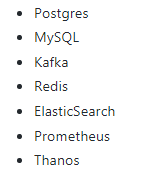 Postgres
MySQL
Kafka
Redis
ElasticSearch
Prometheus
Thanos